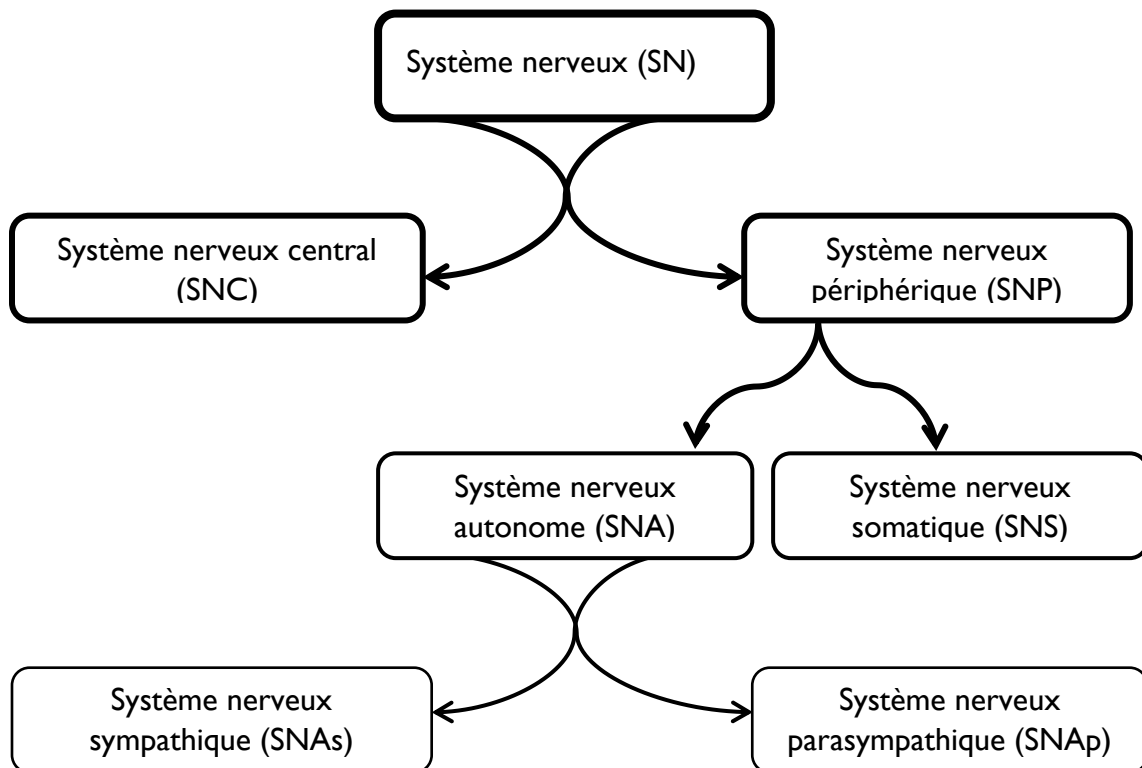 Système nerveux (SN)
Système nerveux central
(SNC)
Système nerveux
périphérique (SNP)
Système nerveux
autonome (SNA)
Système nerveux
somatique (SNS)
Système nerveux
sympathique (SNAs)
Système nerveux
parasympathique (SNAp)